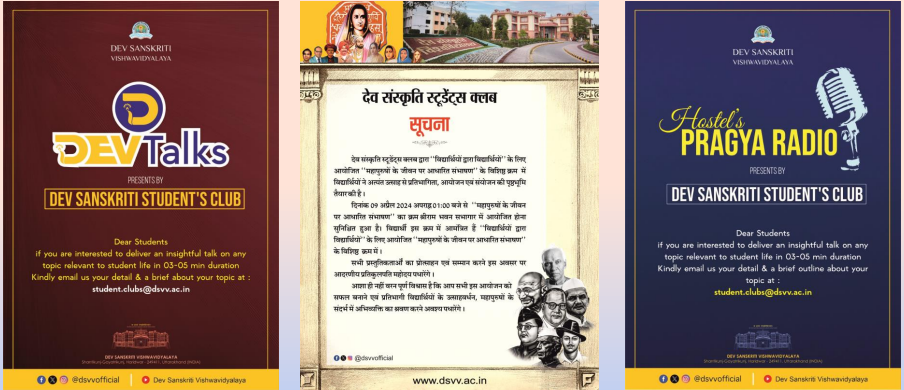 DEV SANSKRITI
VISHWAVIDYALAYA
DEVTalks
PRESENTS BY
DEV SANSKRITI STUDENT'S CLUB
Dear Students
if you are interested to deliver an insightful talk on any
topic relevant to student life in 03-05 min duration
Kindly email us your detail & a brief about your topic at :
student.clubs@dsvv.ac.in
DEV SANSKRITI VISHWAVIDYALAYA
@dsvvofficial
Dev Sanskriti Vishwavidyalaya
देव संस्कृति स्टूडेंट्स क्लब
सूचना
देव संस्कृति स्टूडेंट्स क्लब द्वारा "विद्यार्थियों द्वारा विद्यार्थियों" के लिए
आयोजित "महापुरुषों के जीवन पर आधारित संभाषण" के विशिष्ट क्रम में
विद्यार्थियों ने अत्यंत उत्साह से प्रतिभागिता, आयोजन एवं संयोजन की पृष्ठभूमि
तैयार की है।
दिनांक 09 अप्रैल 2024 अपराह्न 01:00 बजे से "महापुरुषों के जीवन
पर आधारित संभाषण" का क्रम श्रीराम भवन सभागार में आयोजित होना
सुनिश्चित हुआ है। विद्यार्थी इस क्रम में आमंत्रित हैं "विद्यार्थियों द्वारा
विद्यार्थियों" के लिए आयोजित "महापुरुषों के जीवन पर आधारित संभाषण"
के विशिष्ट क्रम में।
सभी प्रस्तुतिकर्ताओं का प्रोत्साहन एवं सम्मान करने इस अवसर पर
आदरणीय प्रतिकुलपति महोदय पधारेंगे।
आशा ही नहीं वरन पूर्ण विश्वास है कि आप सभी इस आयोजन को
सफल बनाने एवं प्रतिभागी विद्यार्थियों के उत्साहवर्धन, महापुरुषों के
संदर्भ में अभिव्यक्ति का श्रवण करने अवश्य पधारेंगे।
@dsvvofficial
www.dsvv.ac.in
DEV SANSKRITI
VISHWAVIDYALAYA
Hostel's
PRAGYA RADIO
PRESENTS BY
DEV SANSKRITI STUDENT'S CLUB
Dear Students
if you are interested to deliver an insightful talk on any
topic relevant to student life in 03-05 min duration
Kindly email us your detail & a brief outline about your
topic at :
student.clubs@dsvv.ac.in
DEV SANSKRITI VISHWAVIDYALAYA
@dsvvofficial
Dev Sanskriti Vishwavidyalaya